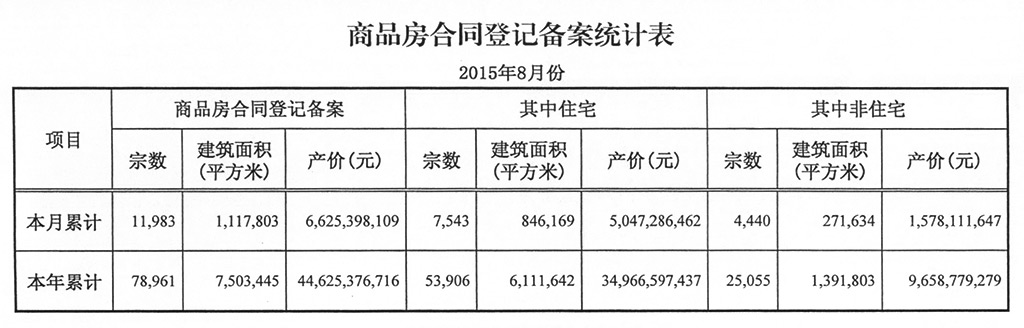 商品房合同登记备案统计表
2015年8月份
项目 商品房合同登记备案 其中住宅 其中非住宅
宗数 建筑面积(平方米) 产价(元) 宗数 建筑面积(平方米) 产价(元) 宗数 建筑面积(平方米) 产价(元)
本月累计 11,983 1,117,803 6,625,398,109 7,543 846,169 5,047,286,462 4,440 271,634 1,578,111,647
本年累计 78,961 7,503,445 44,625,376,716 53,906 6,111,642 34,966,597,437 25,055 1,391,803 9,658,779,279